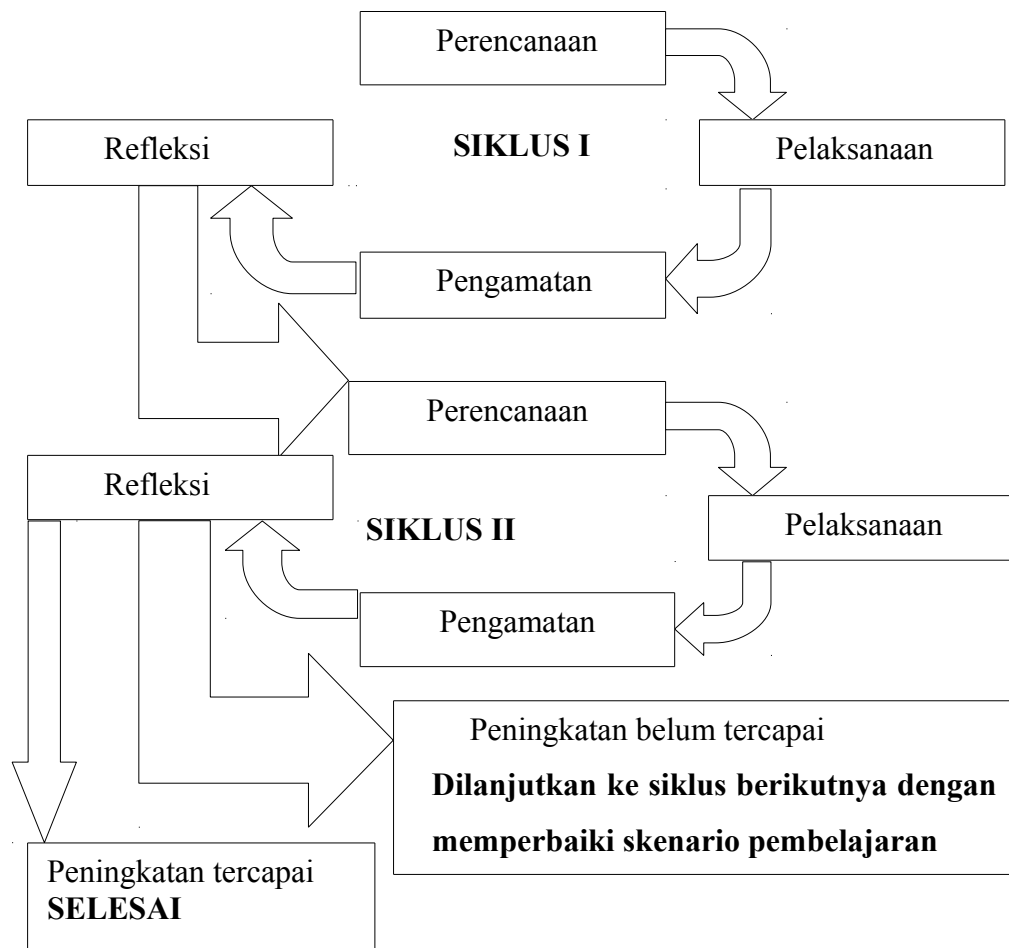 Perencanaan
Refleksi
SIKLUS I
Pelaksanaan
Pengamatan
Perencanaan
Refleksi
SIKLUS II
Pelaksanaan
Pengamatan
Peningkatan belum tercapai
Dilanjutkan ke siklus berikutnya dengan
memperbaiki skenario pembelajaran
Peningkatan tercapai
SELESAI